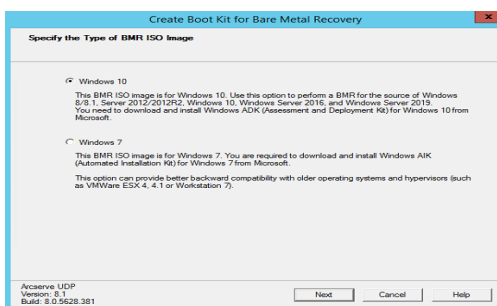 Create Boot Kit for Bare Metal Recovery
Specify the Type of BMR ISO Image
Windows 10
This BMR ISO image is for Windows 10. Use this option to perform a BMR for the source of Windows
8/8.1, Server 2012/2012R2, Windows 10, Windows Server 2016, and Windows Server 2019.
You need to download and install Windows ADK (Assessment and Deployment Kit) for Windows 10 from
Microsoft.
Windows 7
This BMR ISO image is for Windows 7. You are required to download and install Windows AIK
(Automated Installation Kit) for Windows 7 from Microsoft.
This option can provide better backward compatibility with older operating systems and hypervisors (such
as VMWare ESX 4, 4.1 or Workstation 7).
Arcserve UDP
Version: 8.1
Build: 8.0.5628.381
Next
Cancel
Help